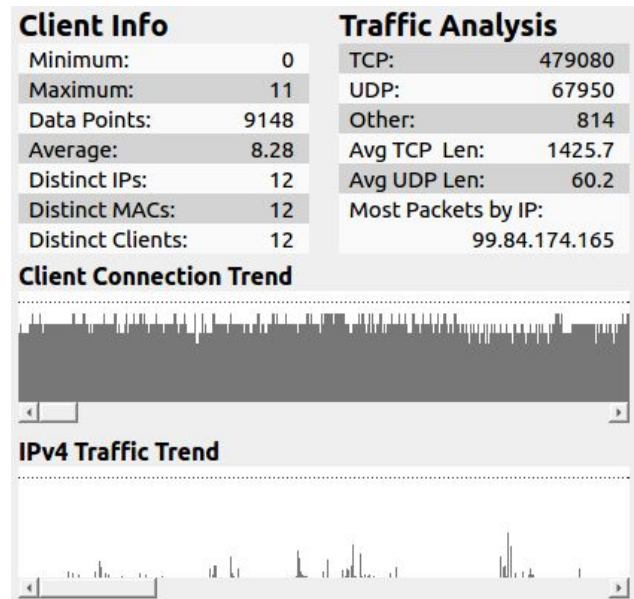 Client Info
Minimum: 0
Maximum: 11
Data Points: 9148
Average: 8.28
Distinct IPs: 12
Distinct MACs: 12
Distinct Clients: 12
Traffic Analysis
TCP: 479080
UDP: 67950
Other: 814
Avg TCP Len: 1425.7
Avg UDP Len: 60.2
Most Packets by IP:
99.84.174.165
Client Connection Trend
IPv4 Traffic Trend